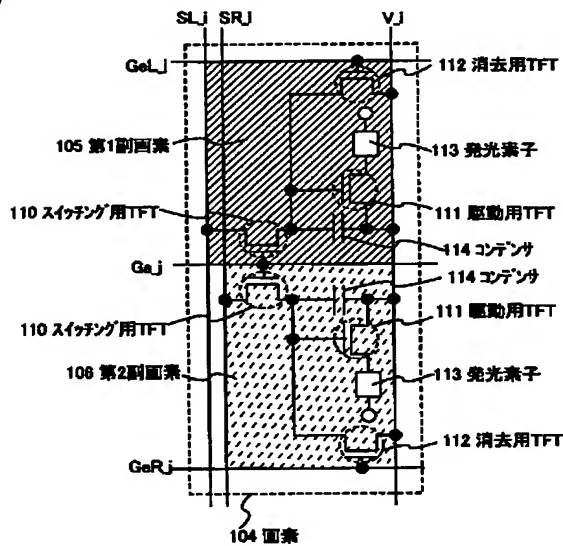 SL_j SR_j V_j
GeL_j
112 消去用TFT
105 第1副画素
113 発光素子
110 スイッチング用TFT
111 駆動用TFT
114 コンデンサ
Ga_j
114 コンデンサ
110 スイッチング用TFT
111 駆動用TFT
106 第2副画素
113 発光素子
112 消去用TFT
GeR_j
104 画素